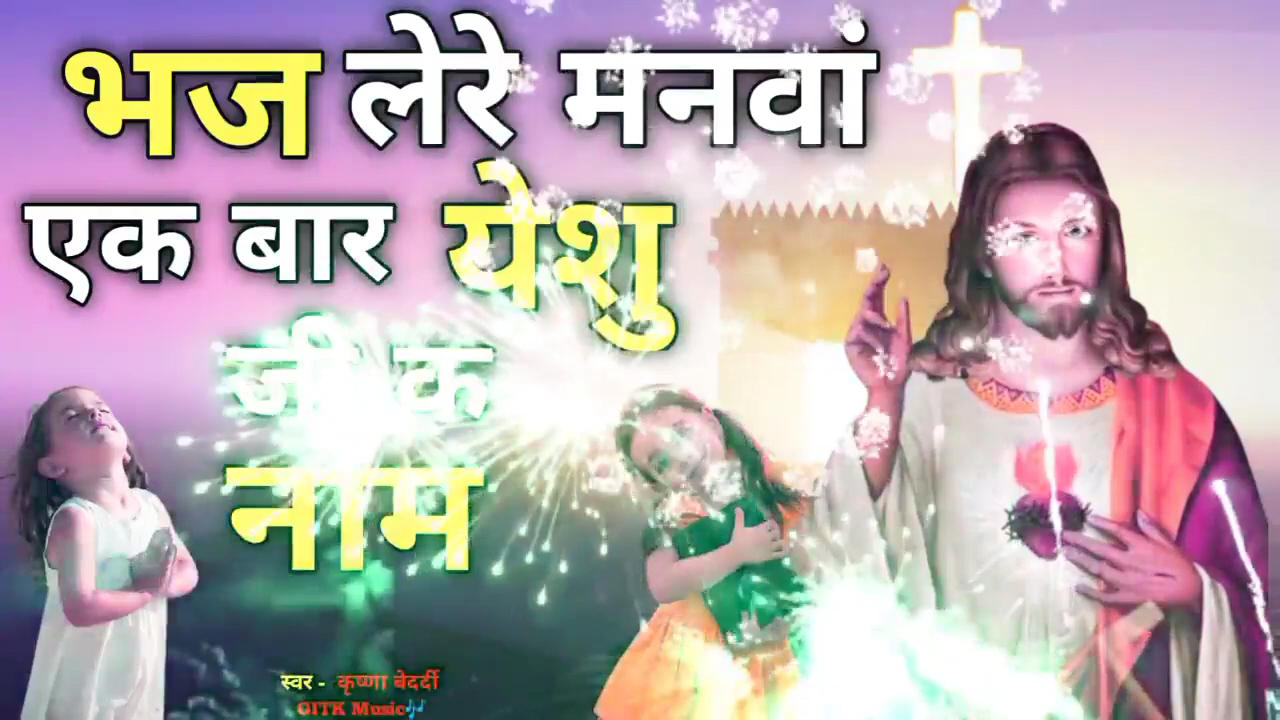 भज लेरे मनवां
एक बार येशु
जी क
नाम
स्वर - कृष्णा बेदर्दी
GITK Music🎶